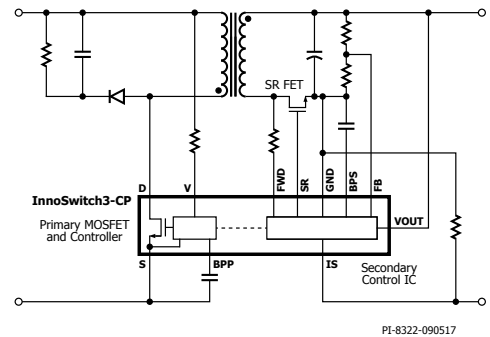 SR FET
D
V
FWD
SR
GND
BPS
FB
InnoSwitch3-CP
Primary MOSFET
and Controller
VOUT
S
BPP
IS
Secondary
Control IC
PI-8322-090517